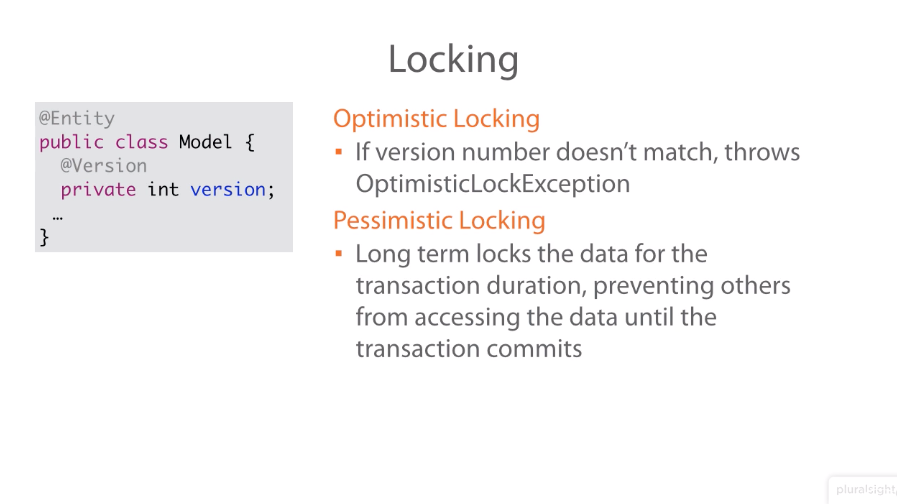 Locking
@Entity
public class Model {
@Version
private int version;
…
}
Optimistic Locking
▪ If version number doesn't match, throws
OptimisticLockException
Pessimistic Locking
▪ Long term locks the data for the
transaction duration, preventing others
from accessing the data until the
transaction commits
pluralsight